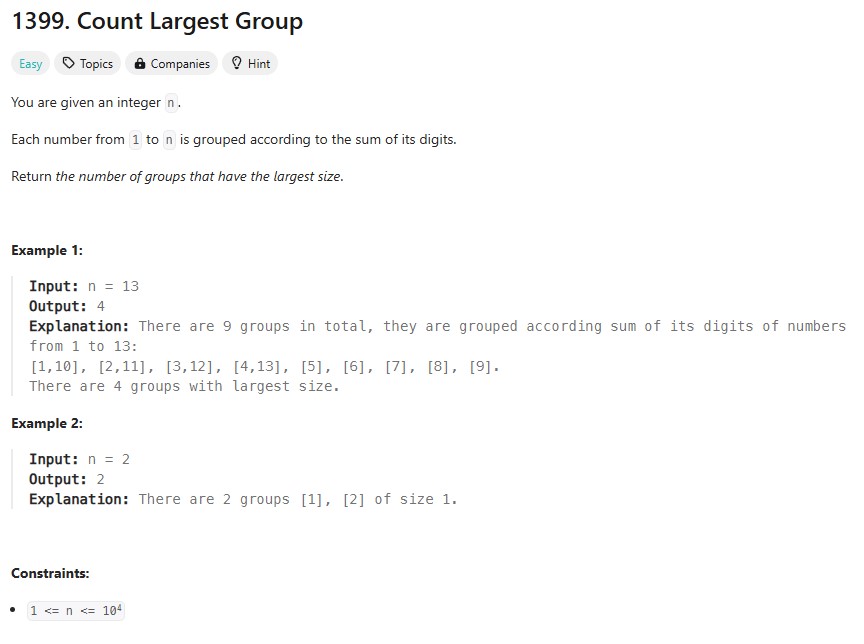 1399. Count Largest Group
Easy Topics Companies Hint
You are given an integer n.
Each number from 1 to n is grouped according to the sum of its digits.
Return the number of groups that have the largest size.
Example 1:
Input: n = 13
Output: 4
Explanation: There are 9 groups in total, they are grouped according sum of its digits of numbers
from 1 to 13:
[1,10], [2,11], [3,12], [4,13], [5], [6], [7], [8], [9].
There are 4 groups with largest size.
Example 2:
Input: n = 2
Output: 2
Explanation: There are 2 groups [1], [2] of size 1.
Constraints:
• 1 <= n <= 10⁴